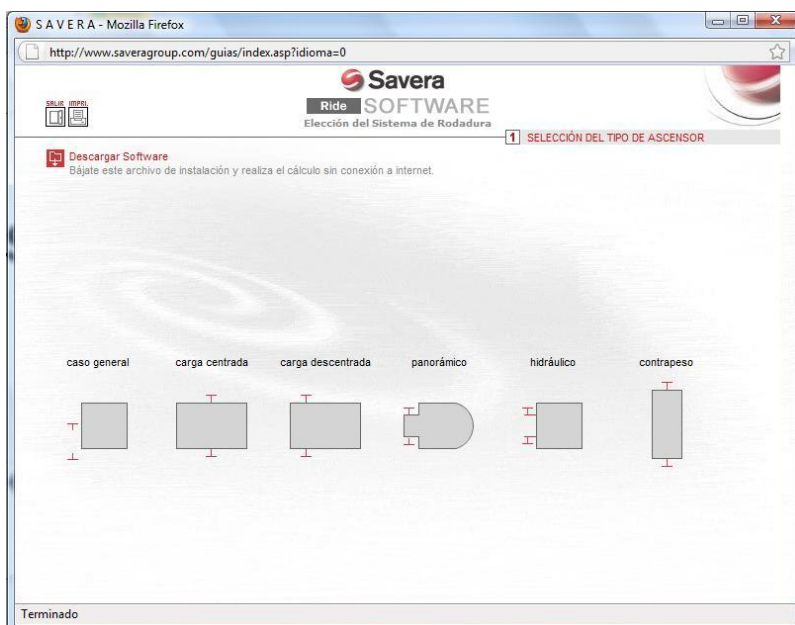 S A V E R A - Mozilla Firefox
http://www.saveragroup.com/guias/index.asp?idioma=0
Savera
SALIR IMPRI.
Ride SOFTWARE
Elección del Sistema de Rodadura
1 SELECCIÓN DEL TIPO DE ASCENSOR
Descargar Software
Bájate este archivo de instalación y realiza el cálculo sin conexión a internet.
caso general carga centrada carga descentrada panorámico hidráulico contrapeso
Terminado